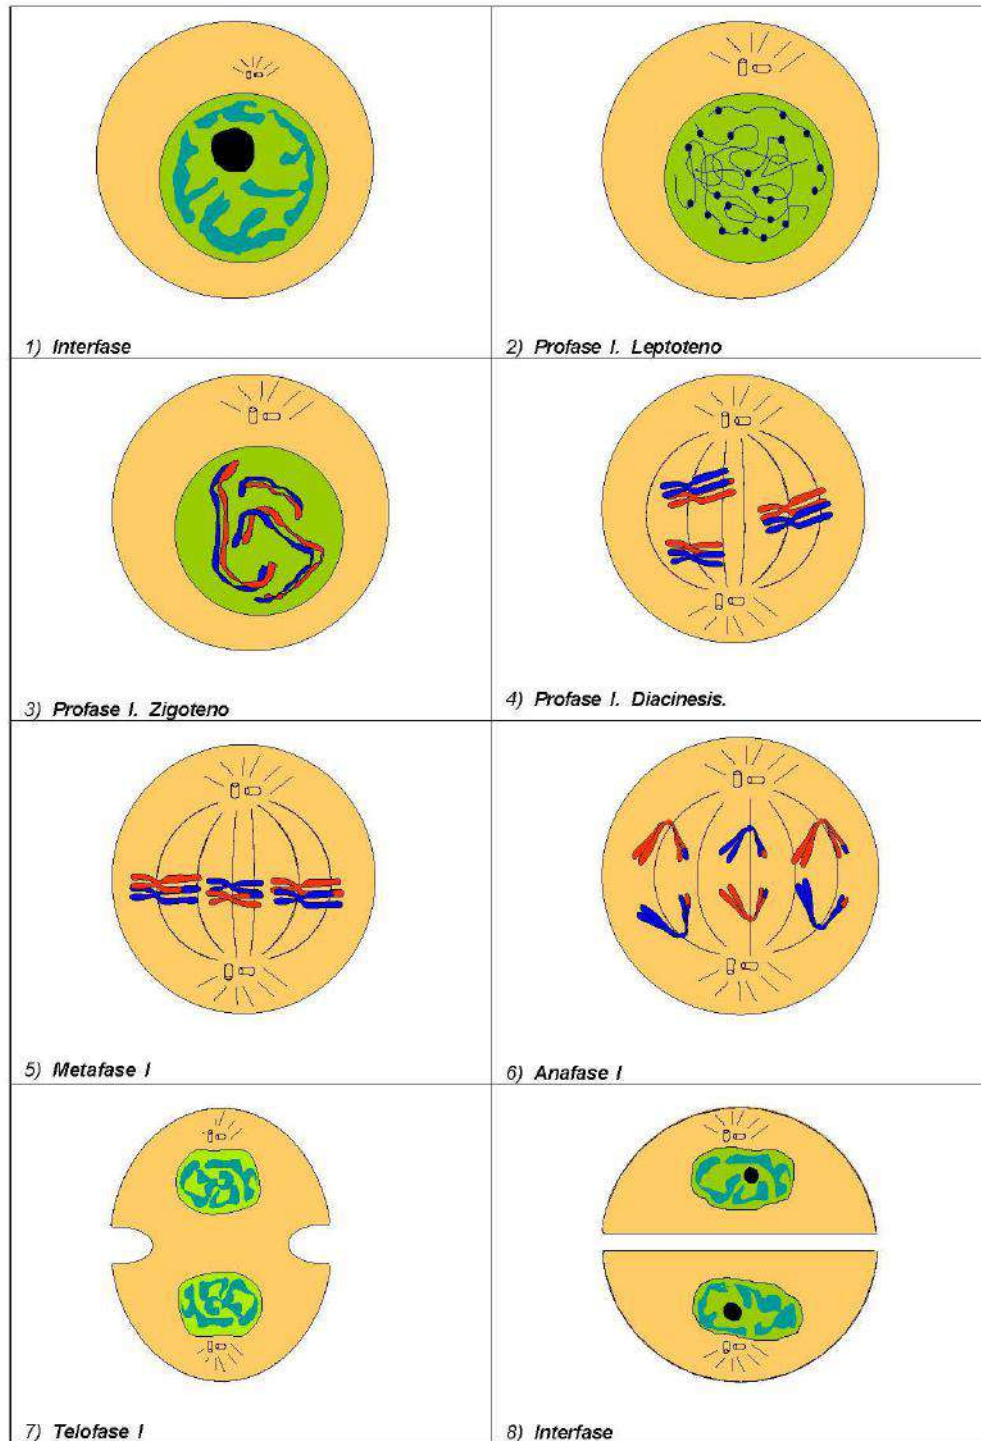 1) Interfase
2) Profase I. Leptoteno
3) Profase I. Zigoteno
4) Profase I. Diacinesis.
5) Metafase I
6) Anafase I
7) Telofase I
8) Interfase